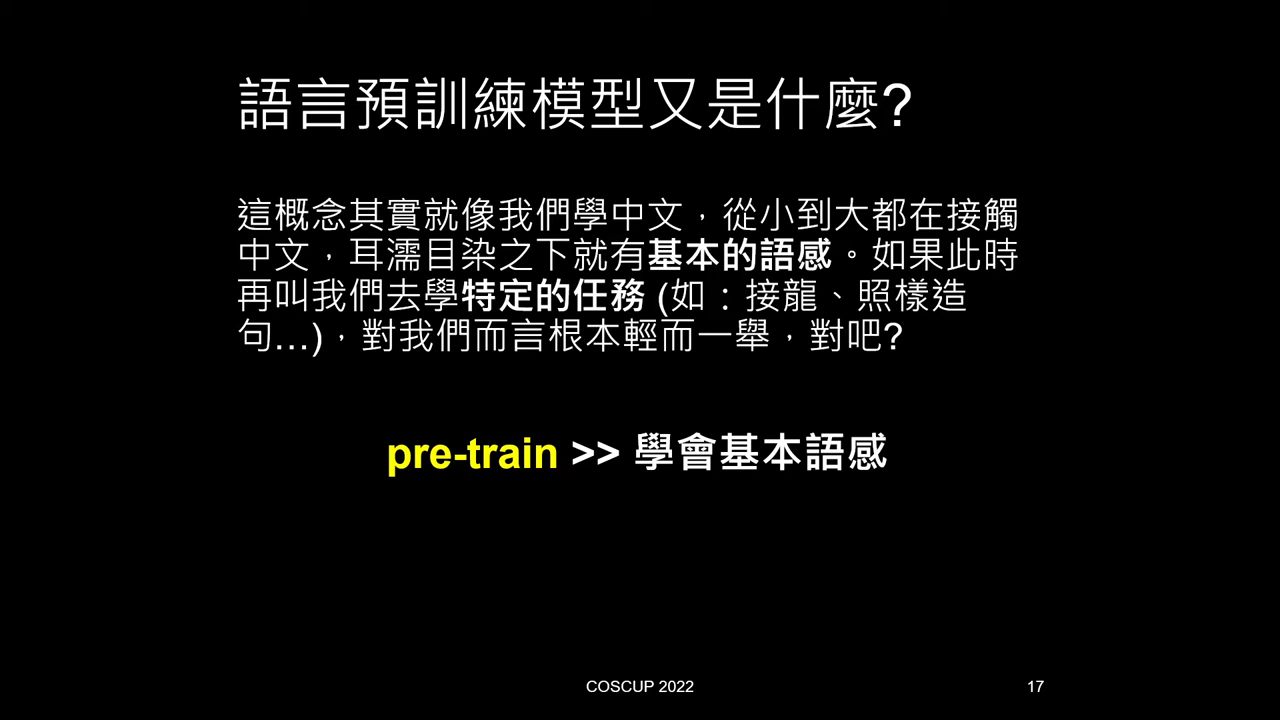 語言預訓練模型又是什麼?
這概念其實就像我們學中文，從小到大都在接觸
中文，耳濡目染之下就有基本的語感。如果此時
再叫我們去學特定的任務 (如：接龍、照樣造
句…)，對我們而言根本輕而一舉，對吧?
pre-train >> 學會基本語感
COSCUP 2022
17